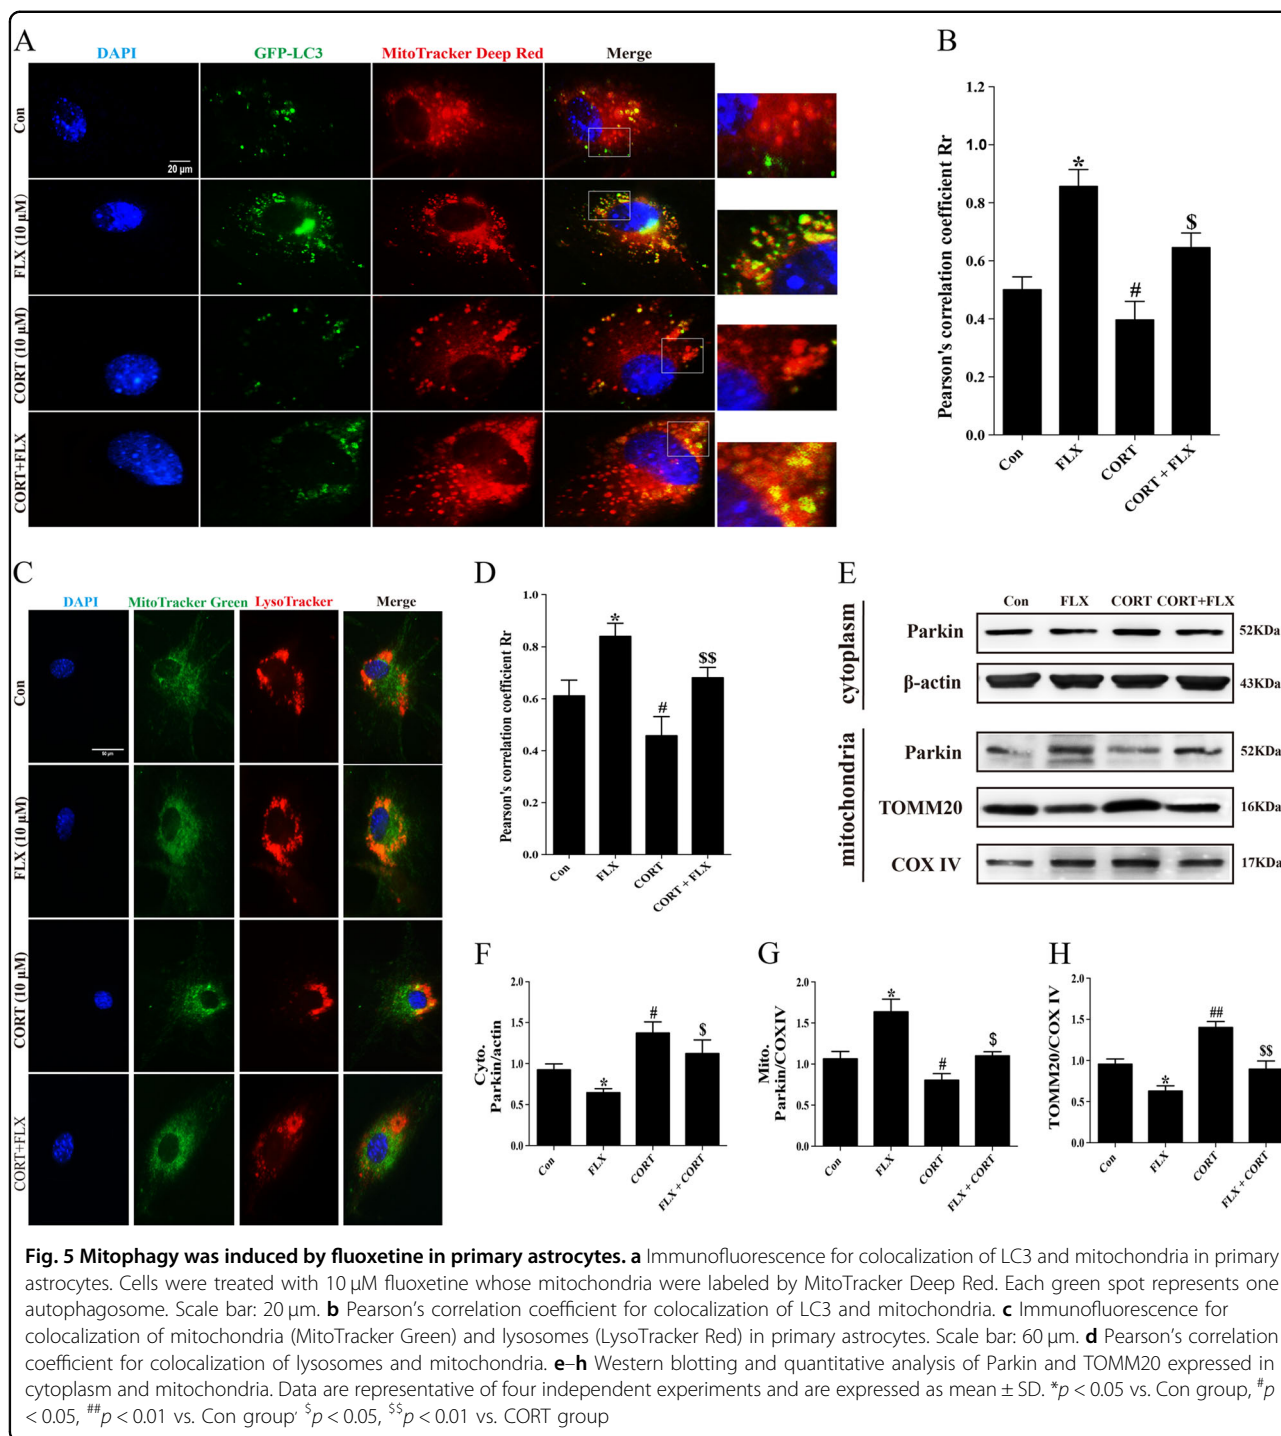 A
DAPI GFP-LC3 MitoTracker Deep Red Merge
Con
20 μm
FLX (10 μM)
CORT (10 μM)
CORT+FLX
B
Pearson's correlation coefficient Rr
1.2
1.0
0.8
0.6
0.4
0.2
0.0
*
#
$
Con FLX CORT CORT + FLX
C
DAPI MitoTracker Green LysoTracker Merge
Con
FLX (10 μM)
CORT (10 μM)
CORT+FLX
D
Pearson's correlation coefficient Rr
1.0
0.8
0.6
0.4
0.2
0.0
*
#
$$
Con FLX CORT CORT + FLX
E
Con FLX CORT CORT+FLX
cytoplasm
Parkin 52KDa
β-actin 43KDa
mitochondria
Parkin 52KDa
TOMM20 16KDa
COX IV 17KDa
F
Cyto.
Parkin/actin
2.0
1.5
1.0
0.5
0.0
*
#
$
Con FLX CORT FLX + CORT
G
Mito.
Parkin/COXIV
2.0
1.5
1.0
0.5
0.0
*
#
$
Con FLX CORT FLX + CORT
H
TOMM20/COX IV
2.0
1.5
1.0
0.5
0.0
*
##
$$
Con FLX CORT FLX + CORT
Fig. 5 Mitophagy was induced by fluoxetine in primary astrocytes. a Immunofluorescence for colocalization of LC3 and mitochondria in primary
astrocytes. Cells were treated with 10 μM fluoxetine whose mitochondria were labeled by MitoTracker Deep Red. Each green spot represents one
autophagosome. Scale bar: 20 μm. b Pearson's correlation coefficient for colocalization of LC3 and mitochondria. c Immunofluorescence for
colocalization of mitochondria (MitoTracker Green) and lysosomes (LysoTracker Red) in primary astrocytes. Scale bar: 60 μm. d Pearson's correlation
coefficient for colocalization of lysosomes and mitochondria. e–h Western blotting and quantitative analysis of Parkin and TOMM20 expressed in
cytoplasm and mitochondria. Data are representative of four independent experiments and are expressed as mean ± SD. *p < 0.05 vs. Con group, #p
< 0.05, ##p < 0.01 vs. Con group, $p < 0.05, $$p < 0.01 vs. CORT group